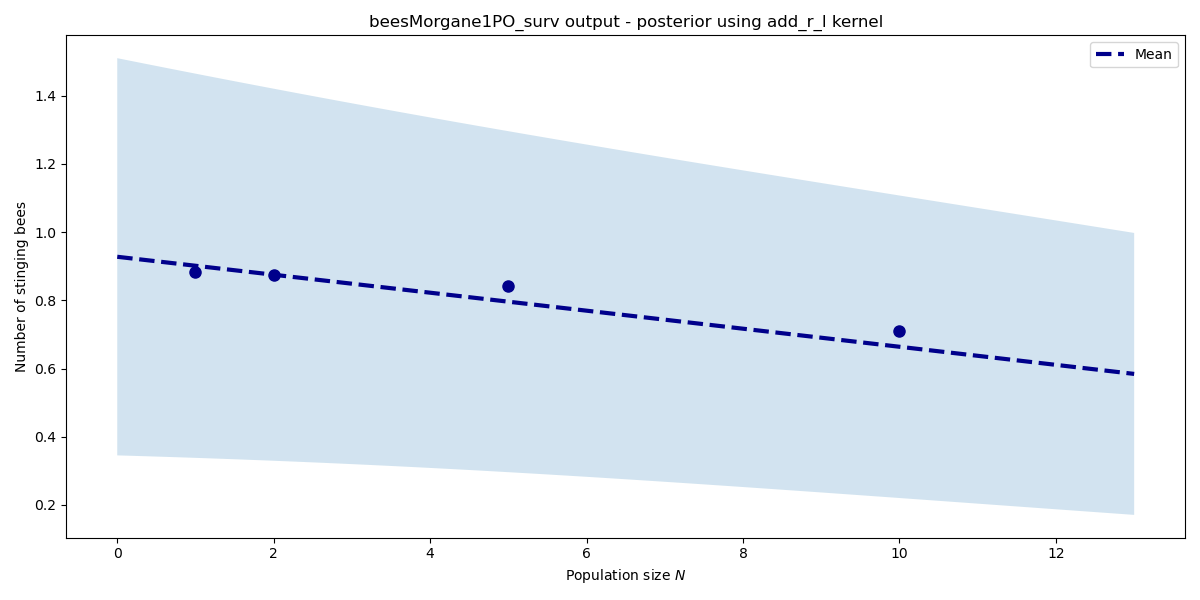 beesMorgane1PO_surv output - posterior using add_r_l kernel
Mean
1.4
1.2
1.0
0.8
0.6
0.4
0.2
Number of stinging bees
0 2 4 6 8 10 12
Population size N